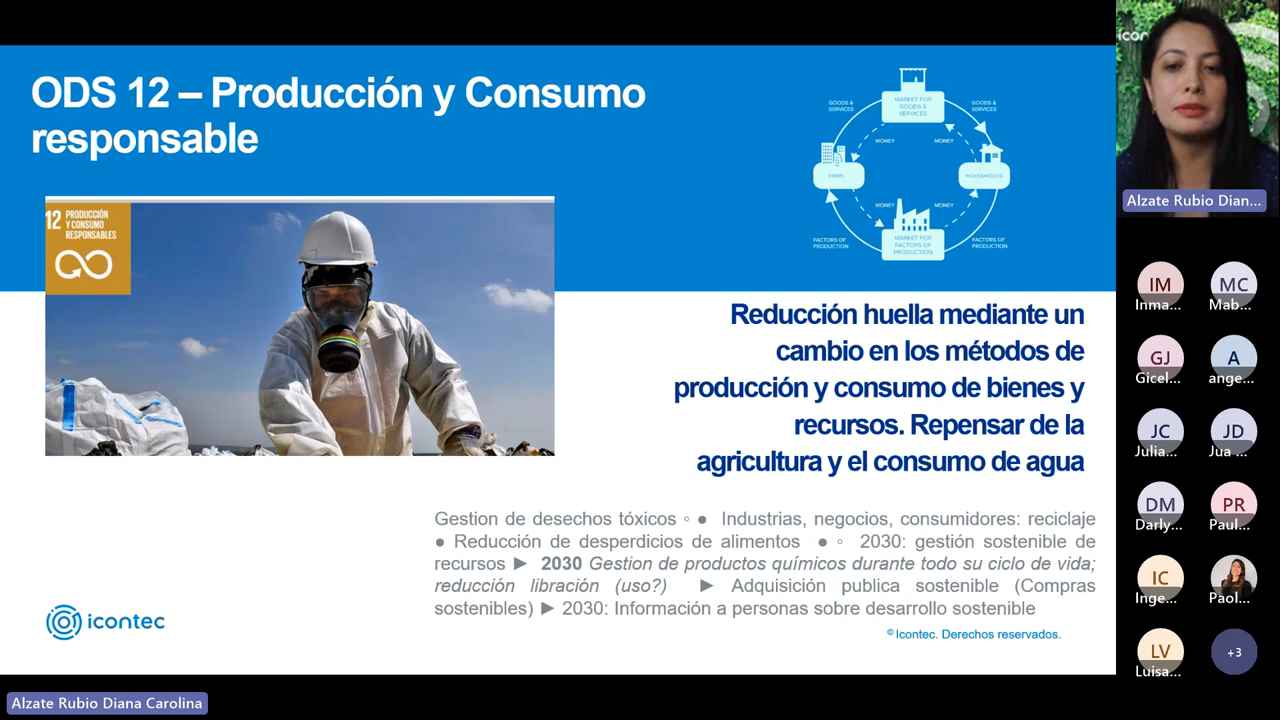 ODS 12 – Producción y Consumo
responsable
12 PRODUCCIÓN
Y CONSUMO
RESPONSABLES
GOODS &
SERVICES
MARKET FOR
GOODS &
SERVICES
GOODS &
SERVICES
MONEY
MONEY
FIRMS
HOUSEHOLDS
MONEY
MONEY
FACTORS OF
PRODUCTION
MARKET FOR
FACTORS OF
PRODUCTION
FACTORS OF
PRODUCTION
Reducción huella mediante un
cambio en los métodos de
producción y consumo de bienes y
recursos. Repensar de la
agricultura y el consumo de agua
Gestion de desechos tóxicos ◦ ● Industrias, negocios, consumidores: reciclaje
● Reducción de desperdicios de alimentos ● ◦ 2030: gestión sostenible de
recursos ► 2030 Gestion de productos químicos durante todo su ciclo de vida;
reducción libración (uso?) ► Adquisición publica sostenible (Compras
sostenibles) ► 2030: Información a personas sobre desarrollo sostenible
icontec
© Icontec. Derechos reservados.
Alzate Rubio Diana Carolina
icon
Alzate Rubio Dian...
IM
Inma...
MC
Mab...
GJ
Gicel...
A
ange...
JC
Julia...
JD
Jua ...
DM
Darly...
PR
Paul...
IC
Inge...
Paol...
LV
Luisa...
+3